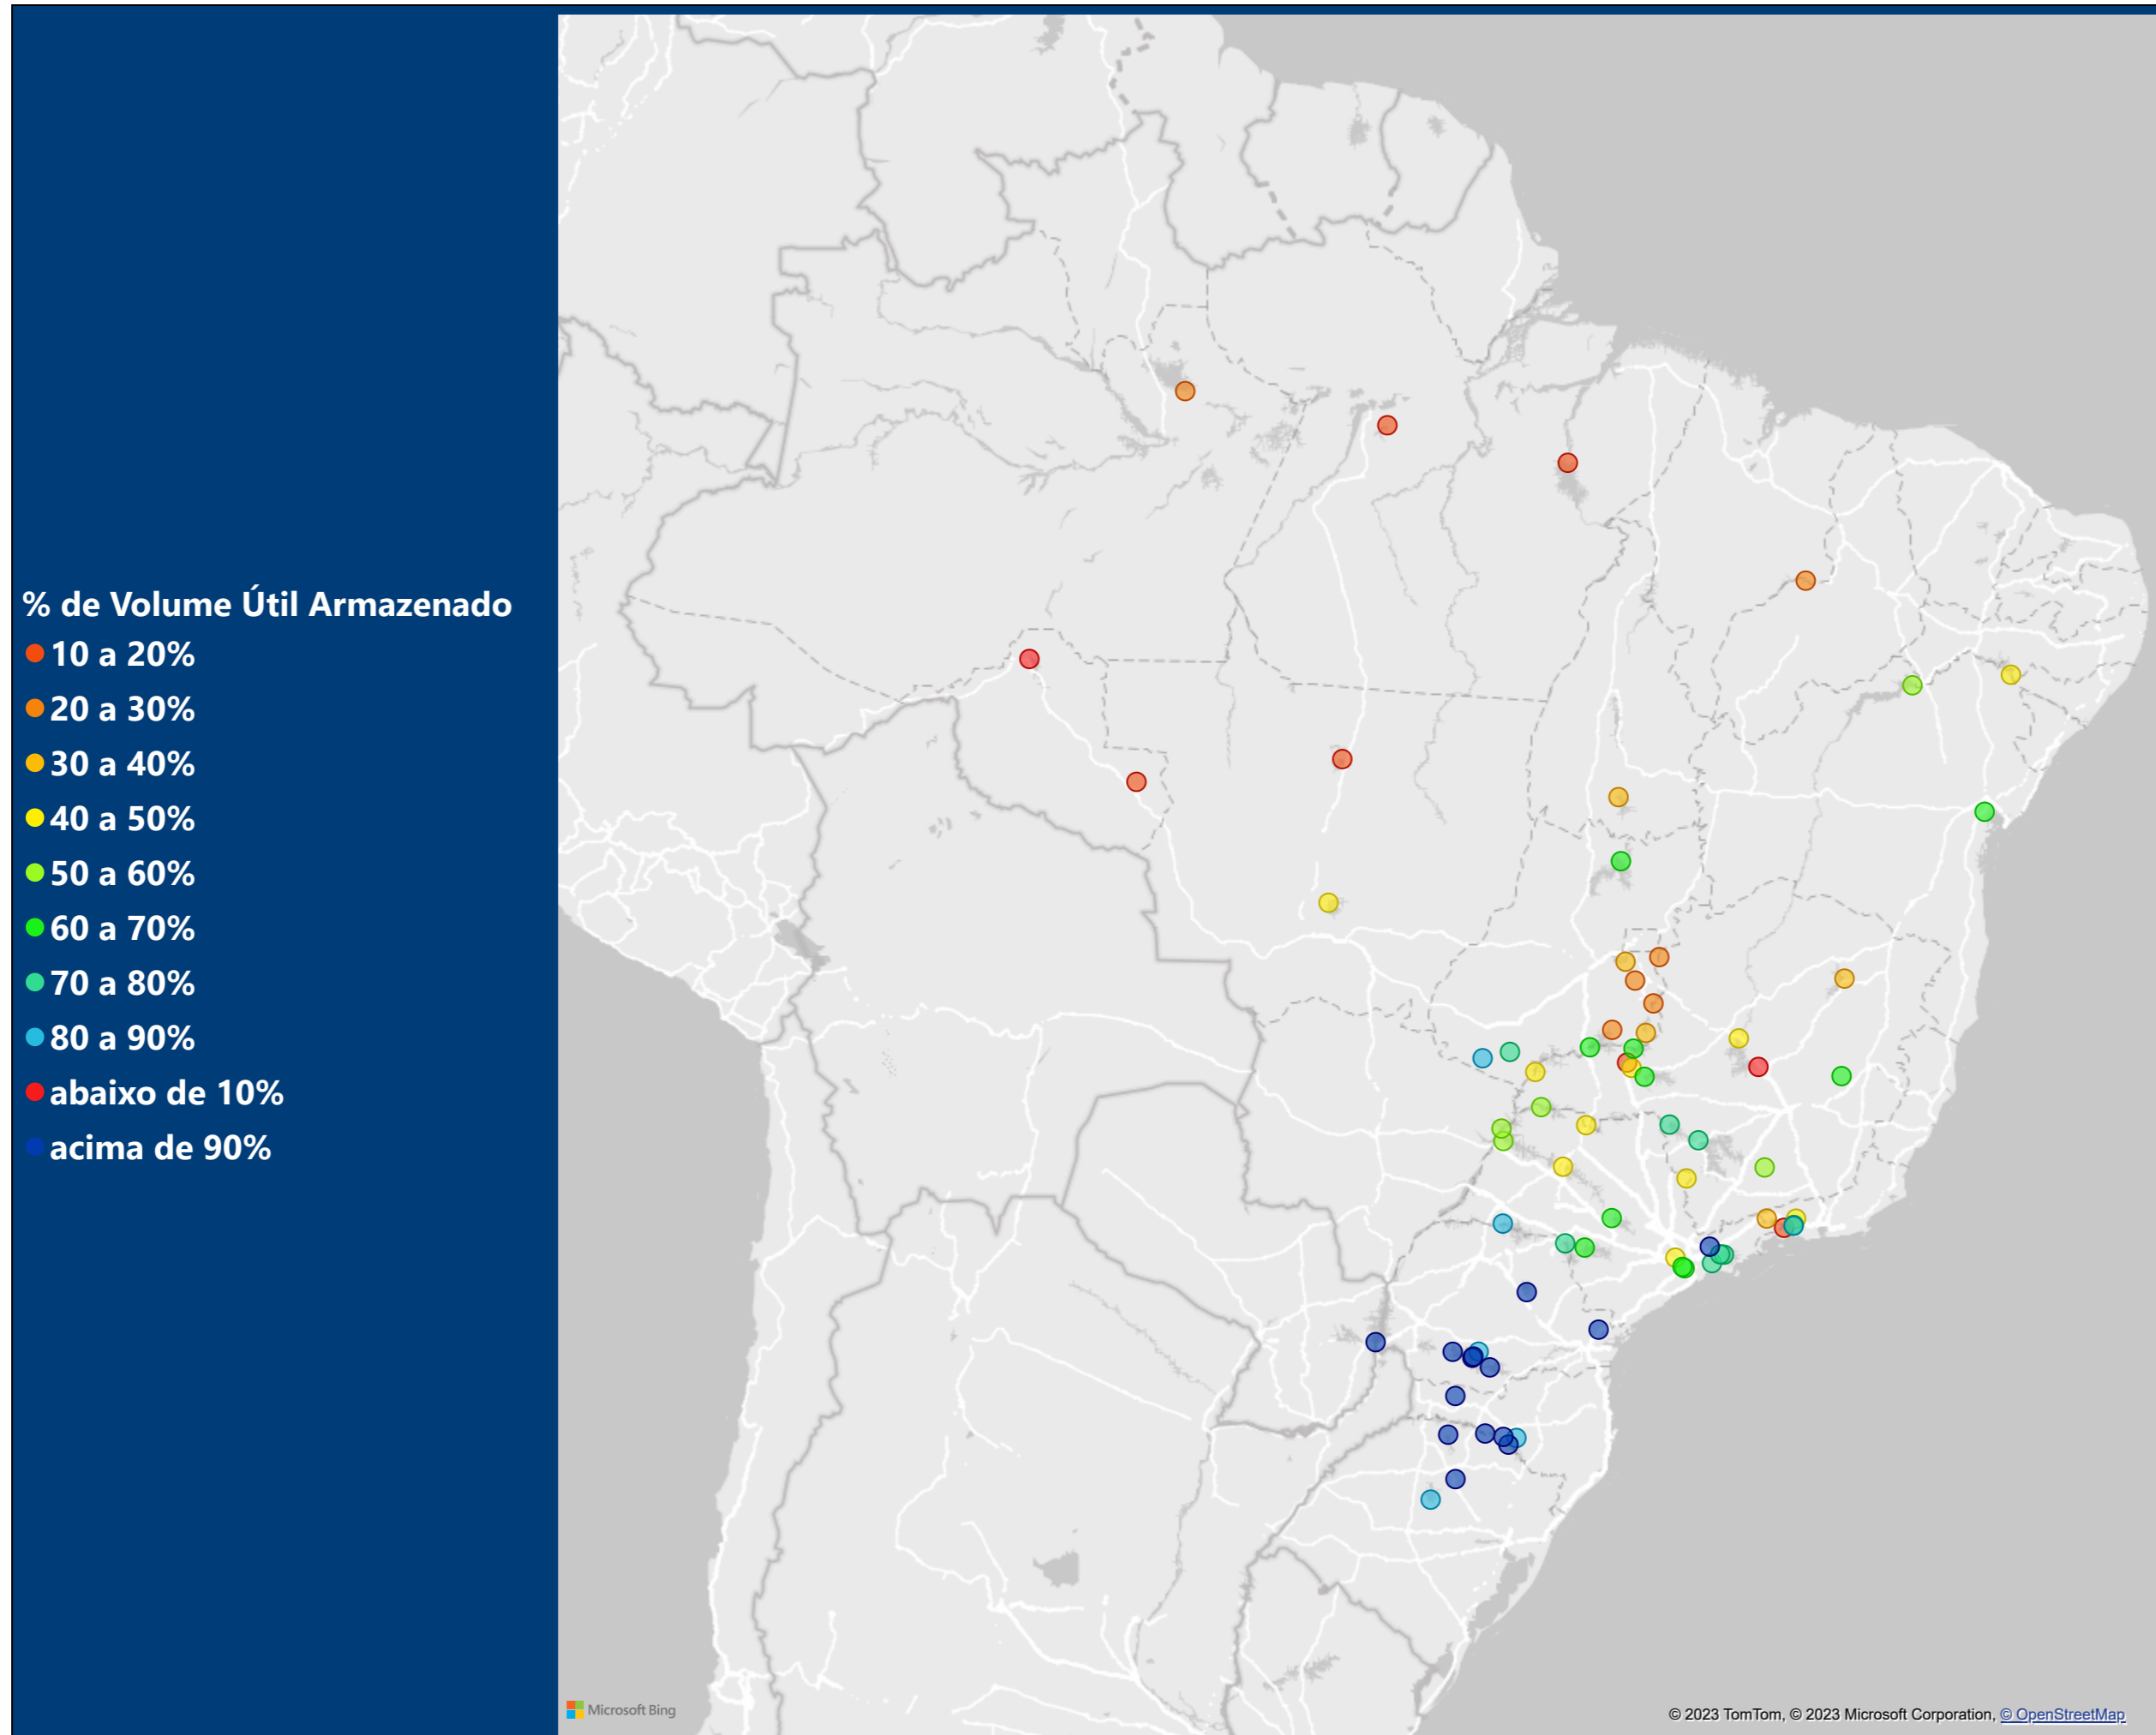 % de Volume Útil Armazenado
10 a 20%
20 a 30%
30 a 40%
40 a 50%
50 a 60%
60 a 70%
70 a 80%
80 a 90%
abaixo de 10%
acima de 90%
Microsoft Bing
© 2023 TomTom, © 2023 Microsoft Corporation, © OpenStreetMap